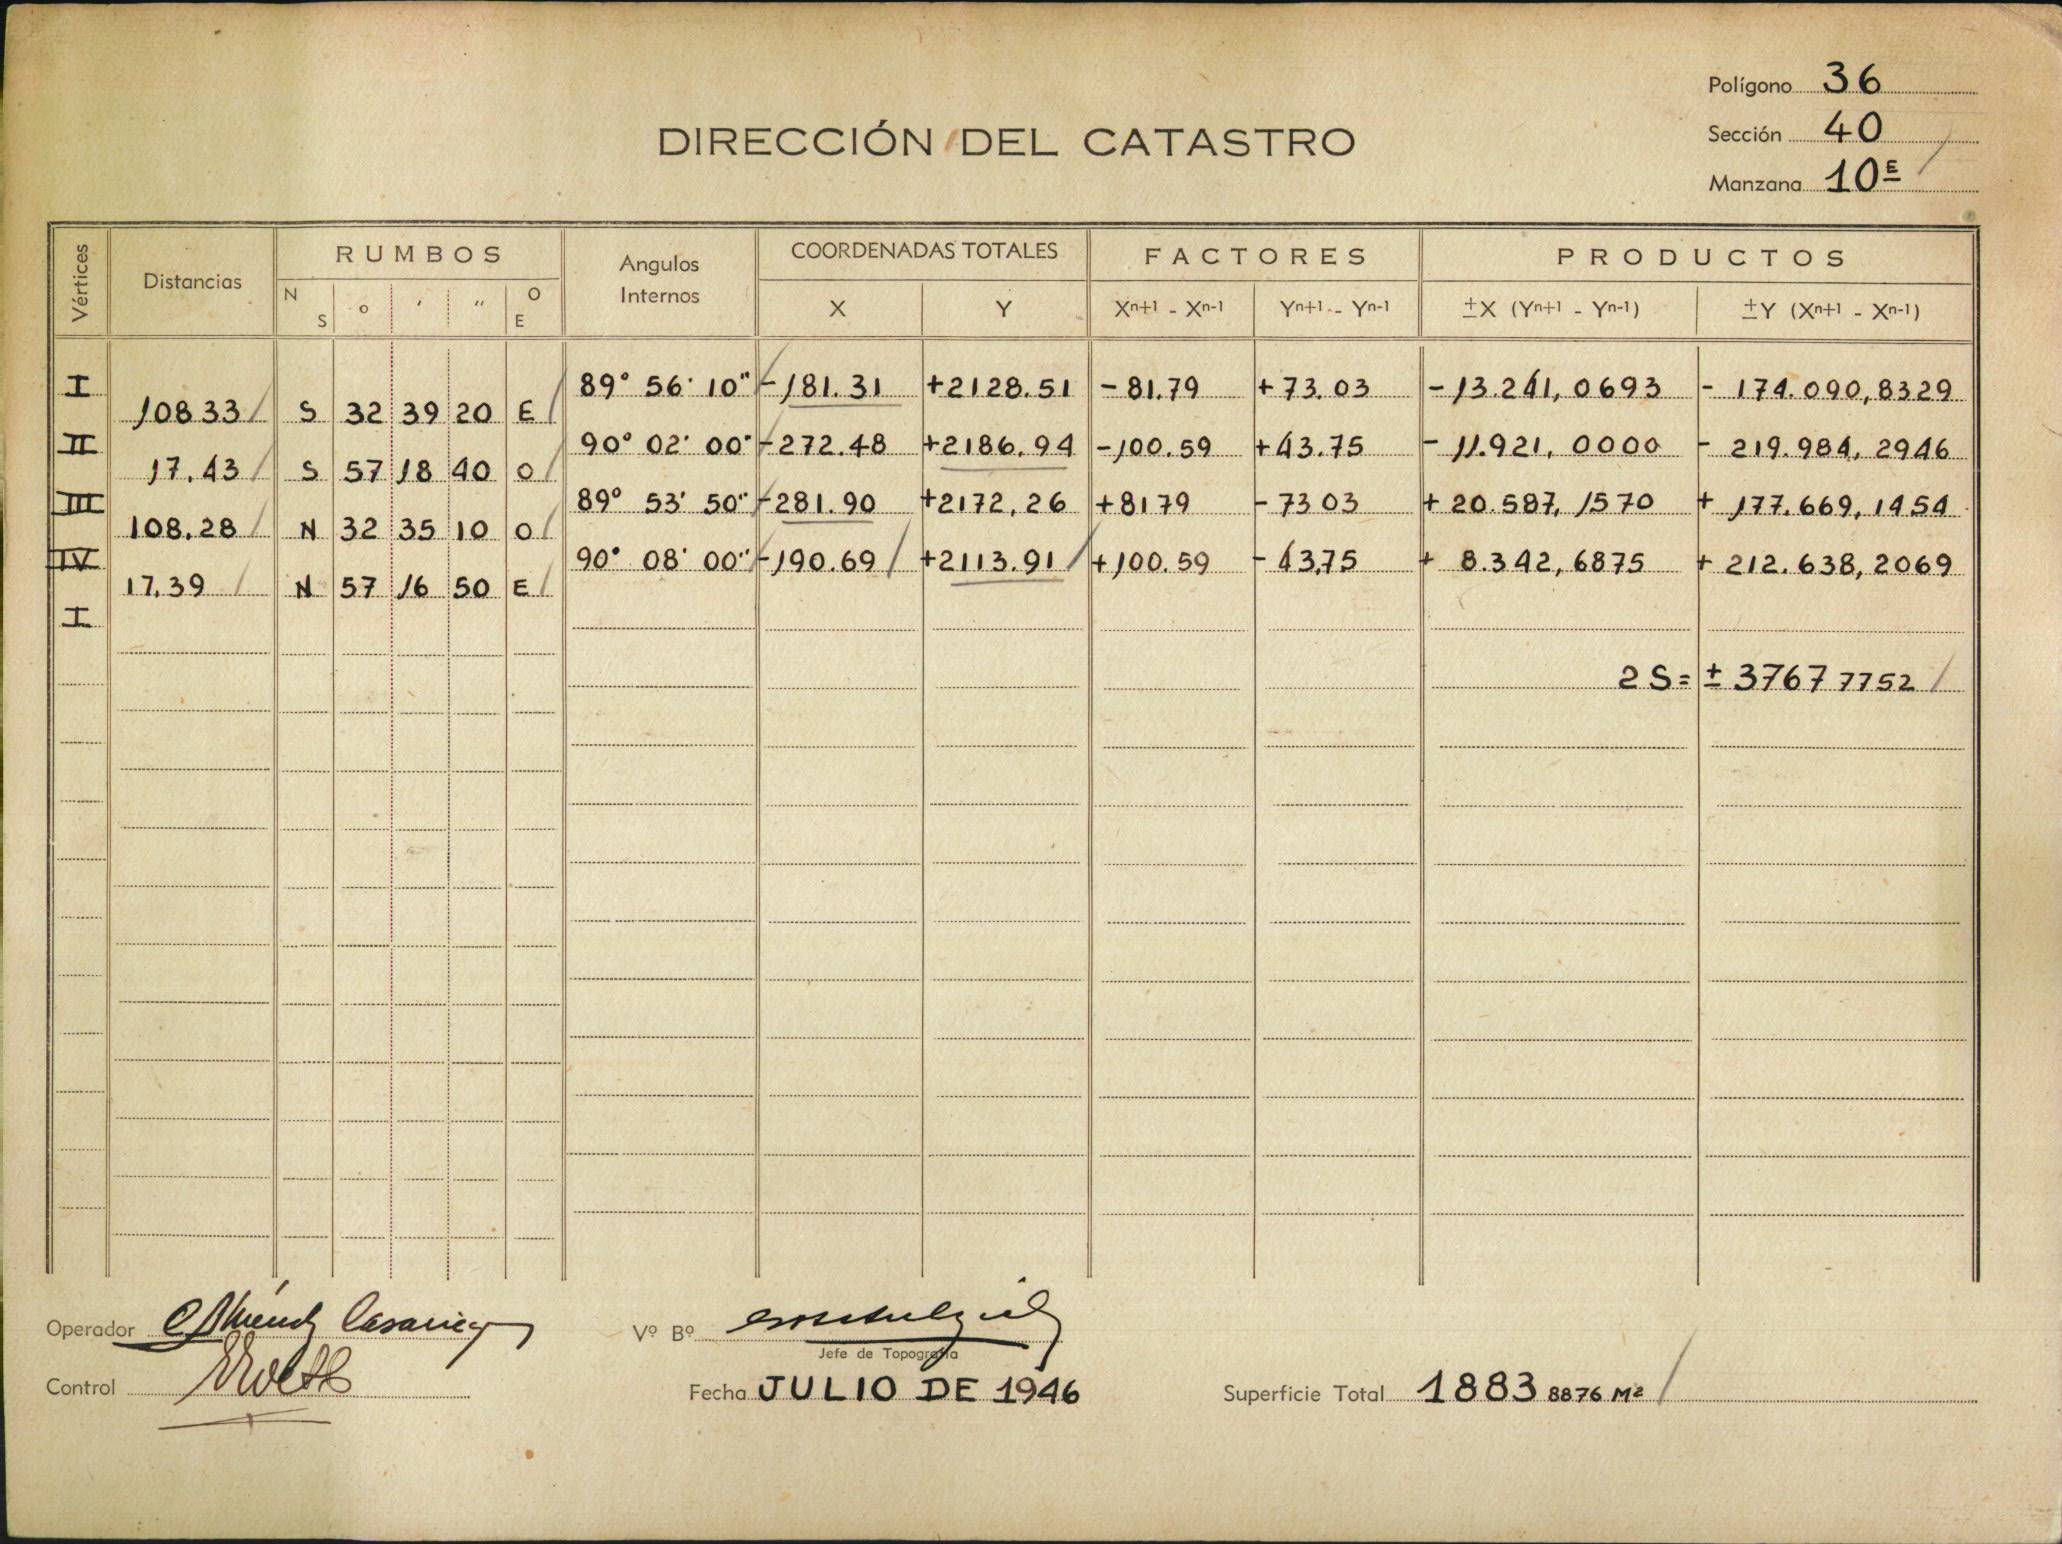 Polígono 36
DIRECCIÓN DEL CATASTRO
Sección 40
Manzana 10E
Vértices Distancias RUMBOS Angulos Internos COORDENADAS TOTALES FACTORES PRODUCTOS
N S ° ' " O E X Y Xn+1 - Xn-1 Yn+1 - Yn-1 ±X (Yn+1 - Yn-1) ±Y (Xn+1 - Xn-1)
I 89° 56' 10" -181.31 +2128.51 -81.79 +73.03 -13.241,0693 - 174.090,8329
108 33 S 32 39 20 E
II 90° 02' 00" -272.48 +2186.94 -100.59 +43.75 -11.921,0000 - 219.984,2946
17.43 S 57 18 40 O
III 89° 53' 50" -281.90 +2172,26 +8179 -73 03 +20.587,1570 + 177.669,1454
108.28 N 32 35 10 O
IV 90° 08' 00" -190.69 +2113.91 +100.59 -43,75 + 8.342,6875 + 212.638,2069
17.39 N 57 16 50 E
I
2 S = ± 3767 7752
Operador Casariego Vº Bº
Jefe de Topografía
Control Fecha JULIO DE 1946 Superficie Total 1883 8876 M²